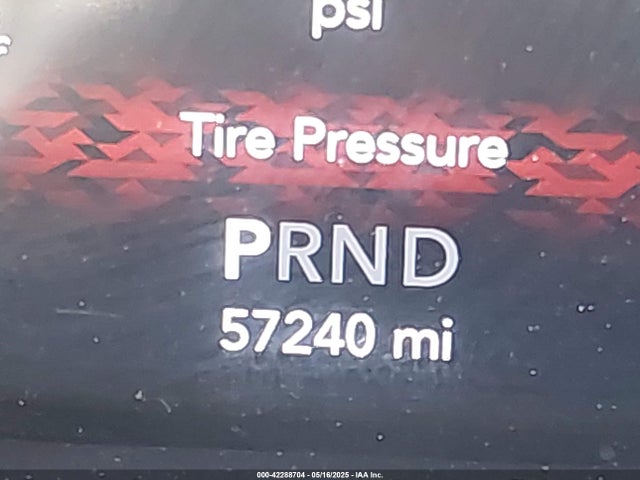 psi
Tire Pressure
PRND
57240 mi
000-42288704 - 05/16/2025 - IAA Inc.